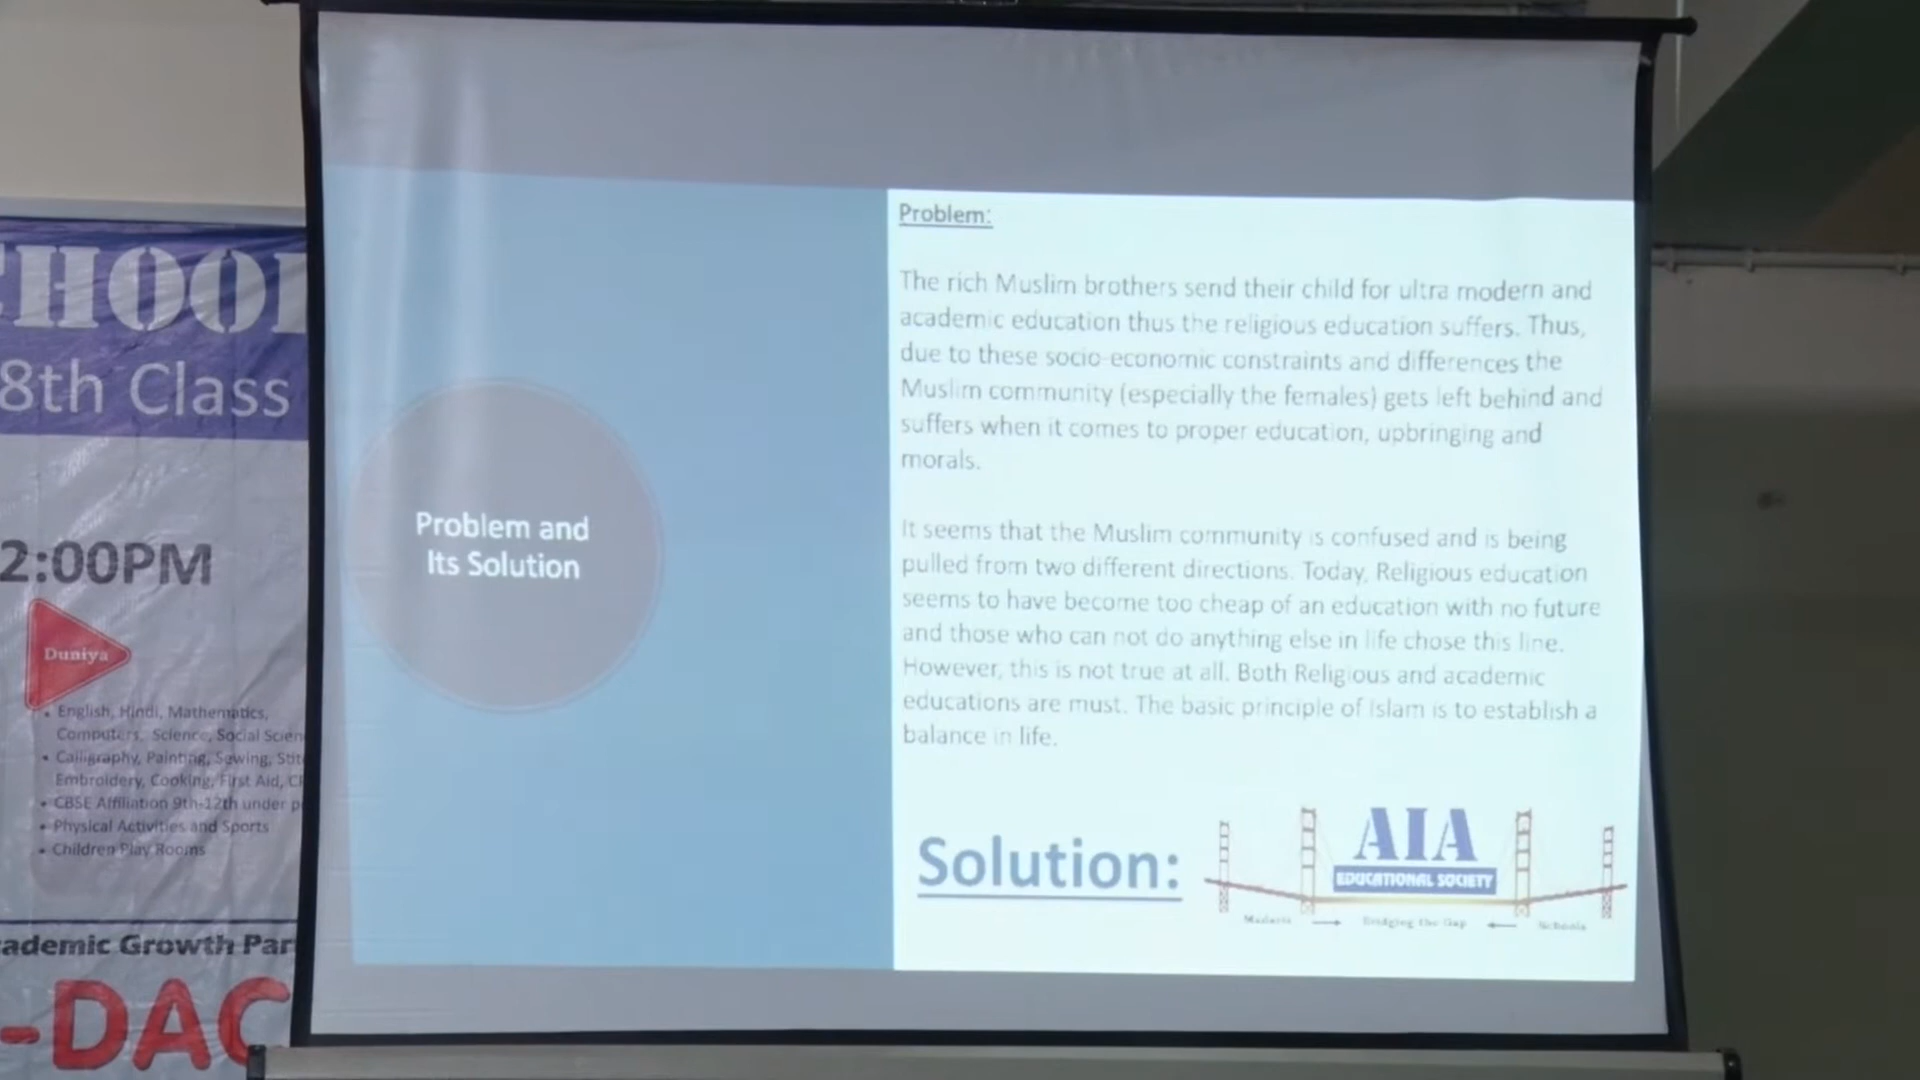 CHOOL
8th Class
2:00PM
Duniya
English, Hindi, Mathematics,
Computers, Science, Social Scien
Calligraphy, Painting, Sewing, Stit
Embroidery, Cooking, First Aid,
CBSE Affiliation 9th-12th under p
Physical Activities and Sports
Children Play Rooms
ademic Growth Par
-DAC
Problem and
Its Solution
Problem:
The rich Muslim brothers send their child for ultra modern and
academic education thus the religious education suffers. Thus,
due to these socio-economic constraints and differences the
Muslim community (especially the females) gets left behind and
suffers when it comes to proper education, upbringing and
morals.
It seems that the Muslim community is confused and is being
pulled from two different directions. Today, Religious education
seems to have become too cheap of an education with no future
and those who can not do anything else in life chose this line.
However, this is not true at all. Both Religious and academic
educations are must. The basic principle of Islam is to establish a
balance in life.
Solution:
AIA
EDUCATIONAL SOCIETY
Madaris → Bridging the Gap ← Schools